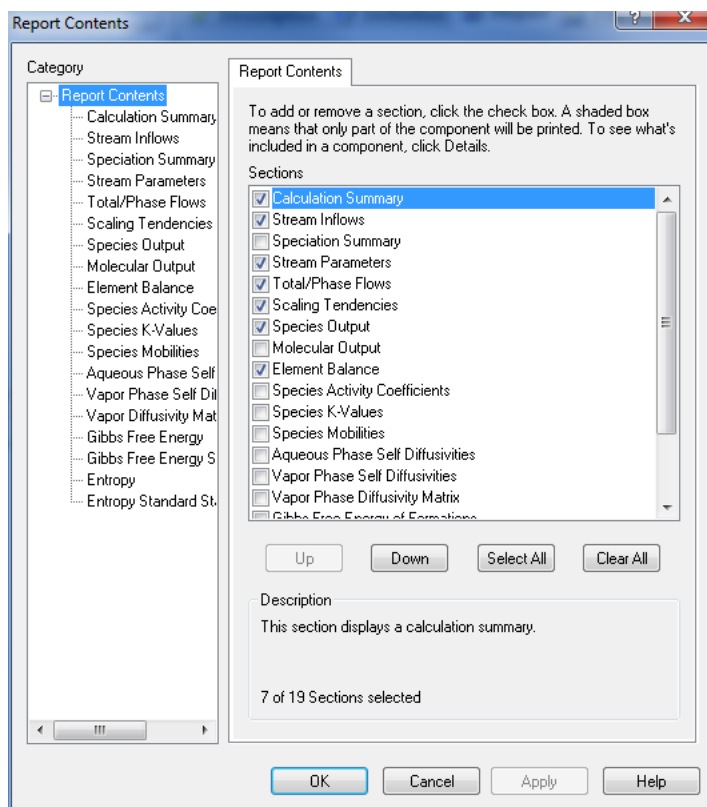 Report Contents
?
X
Category
Report Contents
Calculation Summary
Stream Inflows
Speciation Summary
Stream Parameters
Total/Phase Flows
Scaling Tendencies
Species Output
Molecular Output
Element Balance
Species Activity Coe
Species K-Values
Species Mobilities
Aqueous Phase Self
Vapor Phase Self Dif
Vapor Diffusivity Mat
Gibbs Free Energy
Gibbs Free Energy S
Entropy
Entropy Standard Sta
Report Contents
To add or remove a section, click the check box. A shaded box
means that only part of the component will be printed. To see what's
included in a component, click Details.
Sections
Calculation Summary
Stream Inflows
Speciation Summary
Stream Parameters
Total/Phase Flows
Scaling Tendencies
Species Output
Molecular Output
Element Balance
Species Activity Coefficients
Species K-Values
Species Mobilities
Aqueous Phase Self Diffusivities
Vapor Phase Self Diffusivities
Vapor Phase Diffusivity Matrix
Gibbs Free Energy of Formations
Up Down Select All Clear All
Description
This section displays a calculation summary.
7 of 19 Sections selected
OK Cancel Apply Help